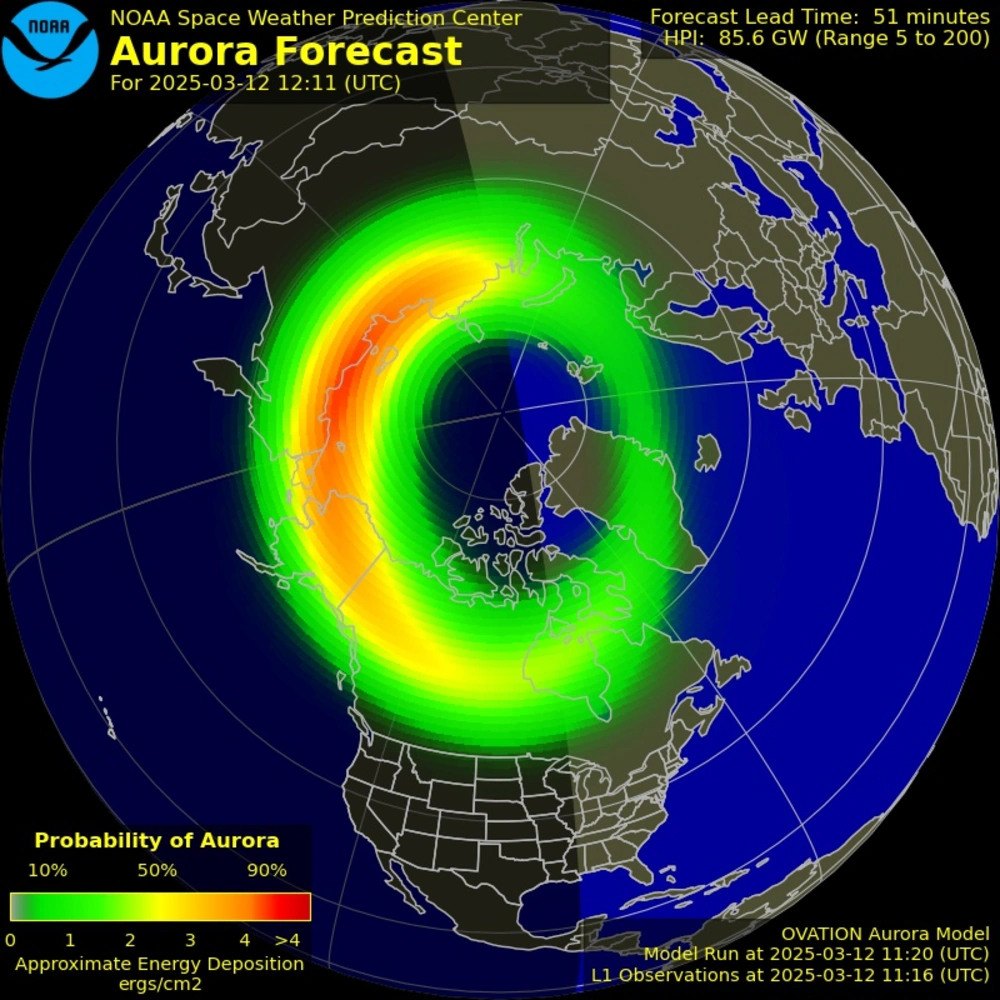 NOAA
NOAA Space Weather Prediction Center
Aurora Forecast
For 2025-03-12 12:11 (UTC)
Forecast Lead Time: 51 minutes
HPI: 85.6 GW (Range 5 to 200)
Probability of Aurora
10% 50% 90%
0 1 2 3 4 >4
Approximate Energy Deposition
ergs/cm2
OVATION Aurora Model
Model Run at 2025-03-12 11:20 (UTC)
L1 Observations at 2025-03-12 11:16 (UTC)